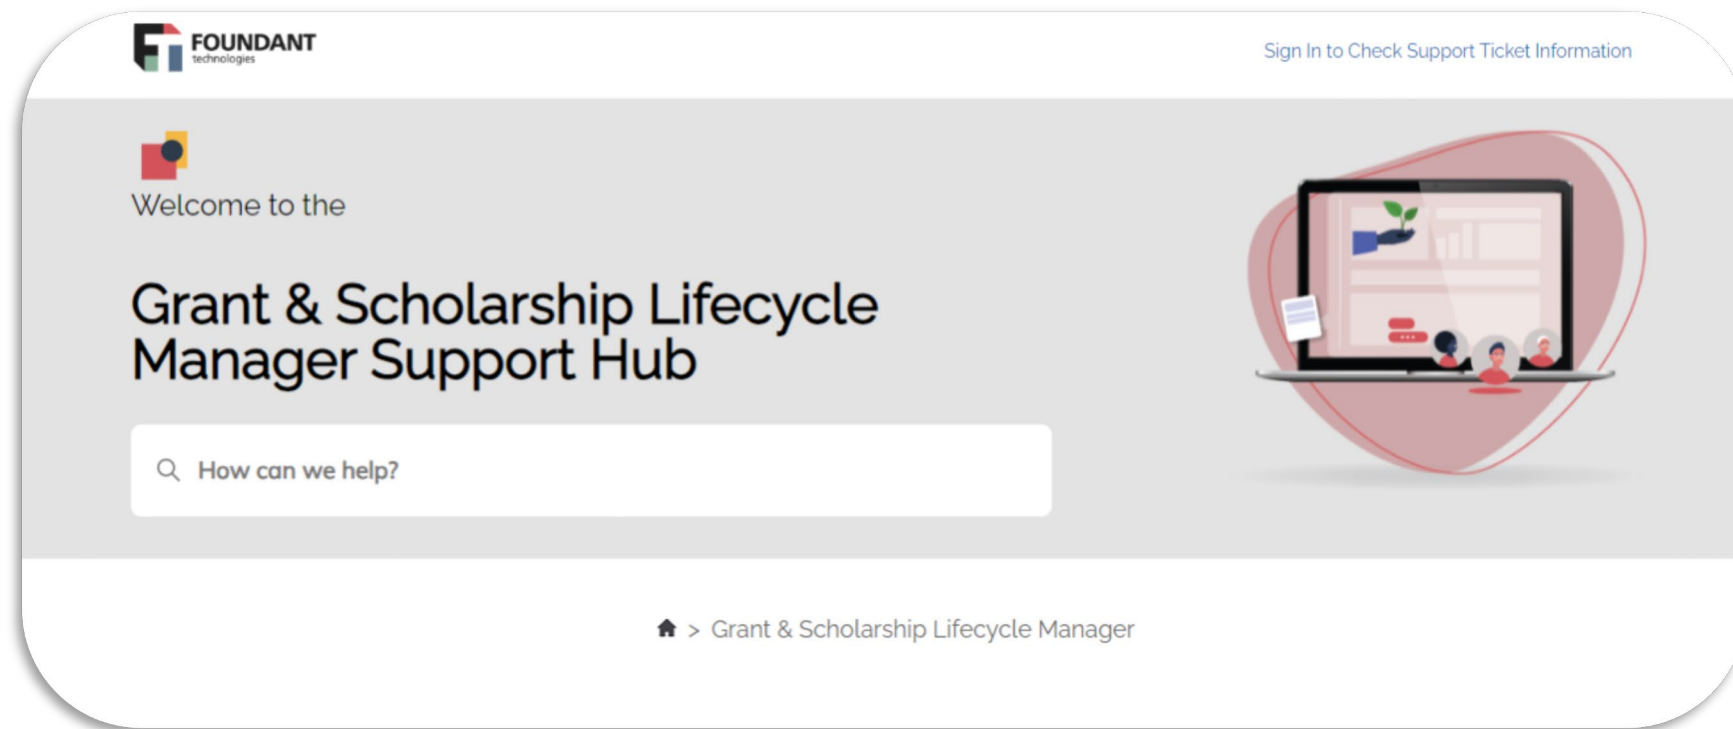 FOUNDANT
technologies
Sign In to Check Support Ticket Information
Welcome to the
Grant & Scholarship Lifecycle
Manager Support Hub
How can we help?
> Grant & Scholarship Lifecycle Manager